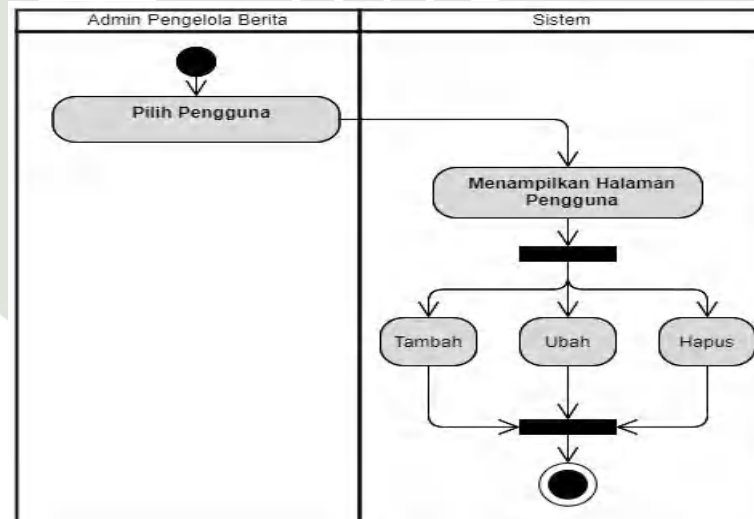 Admin Pengelola Berita
Sistem
Pilih Pengguna
Menampilkan Halaman
Pengguna
Tambah
Ubah
Hapus